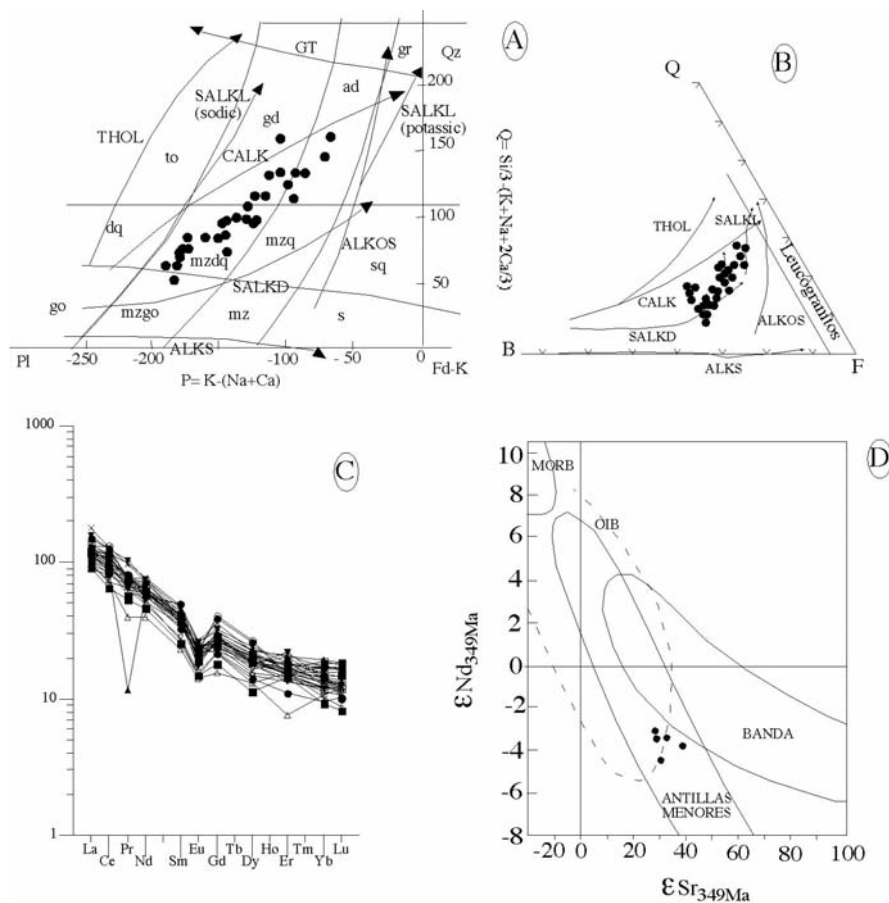 A
GT
gr
Qz
200
SALKL
(sodic)
ad
THOL
gd
SALKL
(potassic)
to
CALK
150
Q= Si/3-(K+Na+2Ca/3)
100
dq
mzq
ALKOS
mzdq
sq
50
SALKD
go
mzgo
mz
s
ALKS
Pl
-250
-200
-150
-100
- 50
0
Fd-K
P= K-(Na+Ca)
B
Q
THOL
SALKL
Leucogranitos
CALK
SALKD
ALKOS
B
ALKS
F
C
1000
100
10
1
La
Ce
Pr
Nd
Sm
Eu
Gd
Tb
Dy
Ho
Er
Tm
Yb
Lu
D
10
8
6
4
2
0
-2
-4
-6
-8
MORB
OIB
BANDA
ANTILLAS
MENORES
εNd349Ma
-20
0
20
40
60
80
100
εSr349Ma